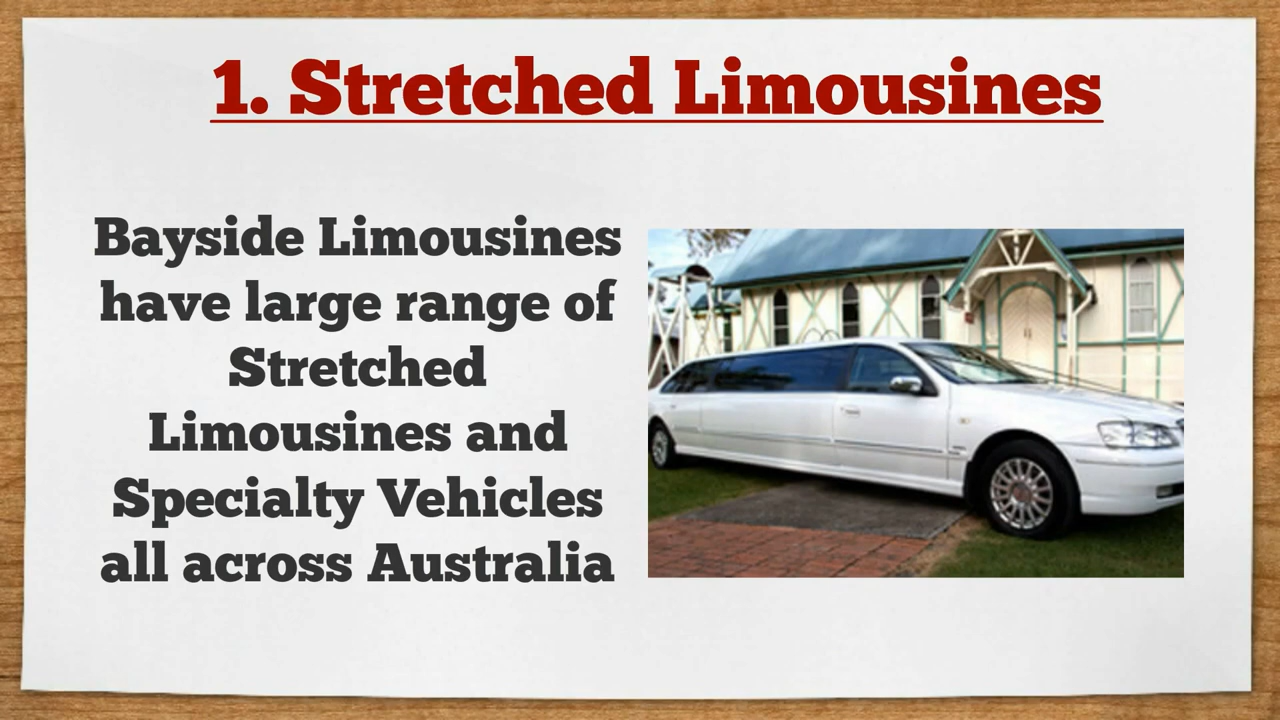 1. Stretched Limousines
Bayside Limousines
have large range of
Stretched
Limousines and
Specialty Vehicles
all across Australia